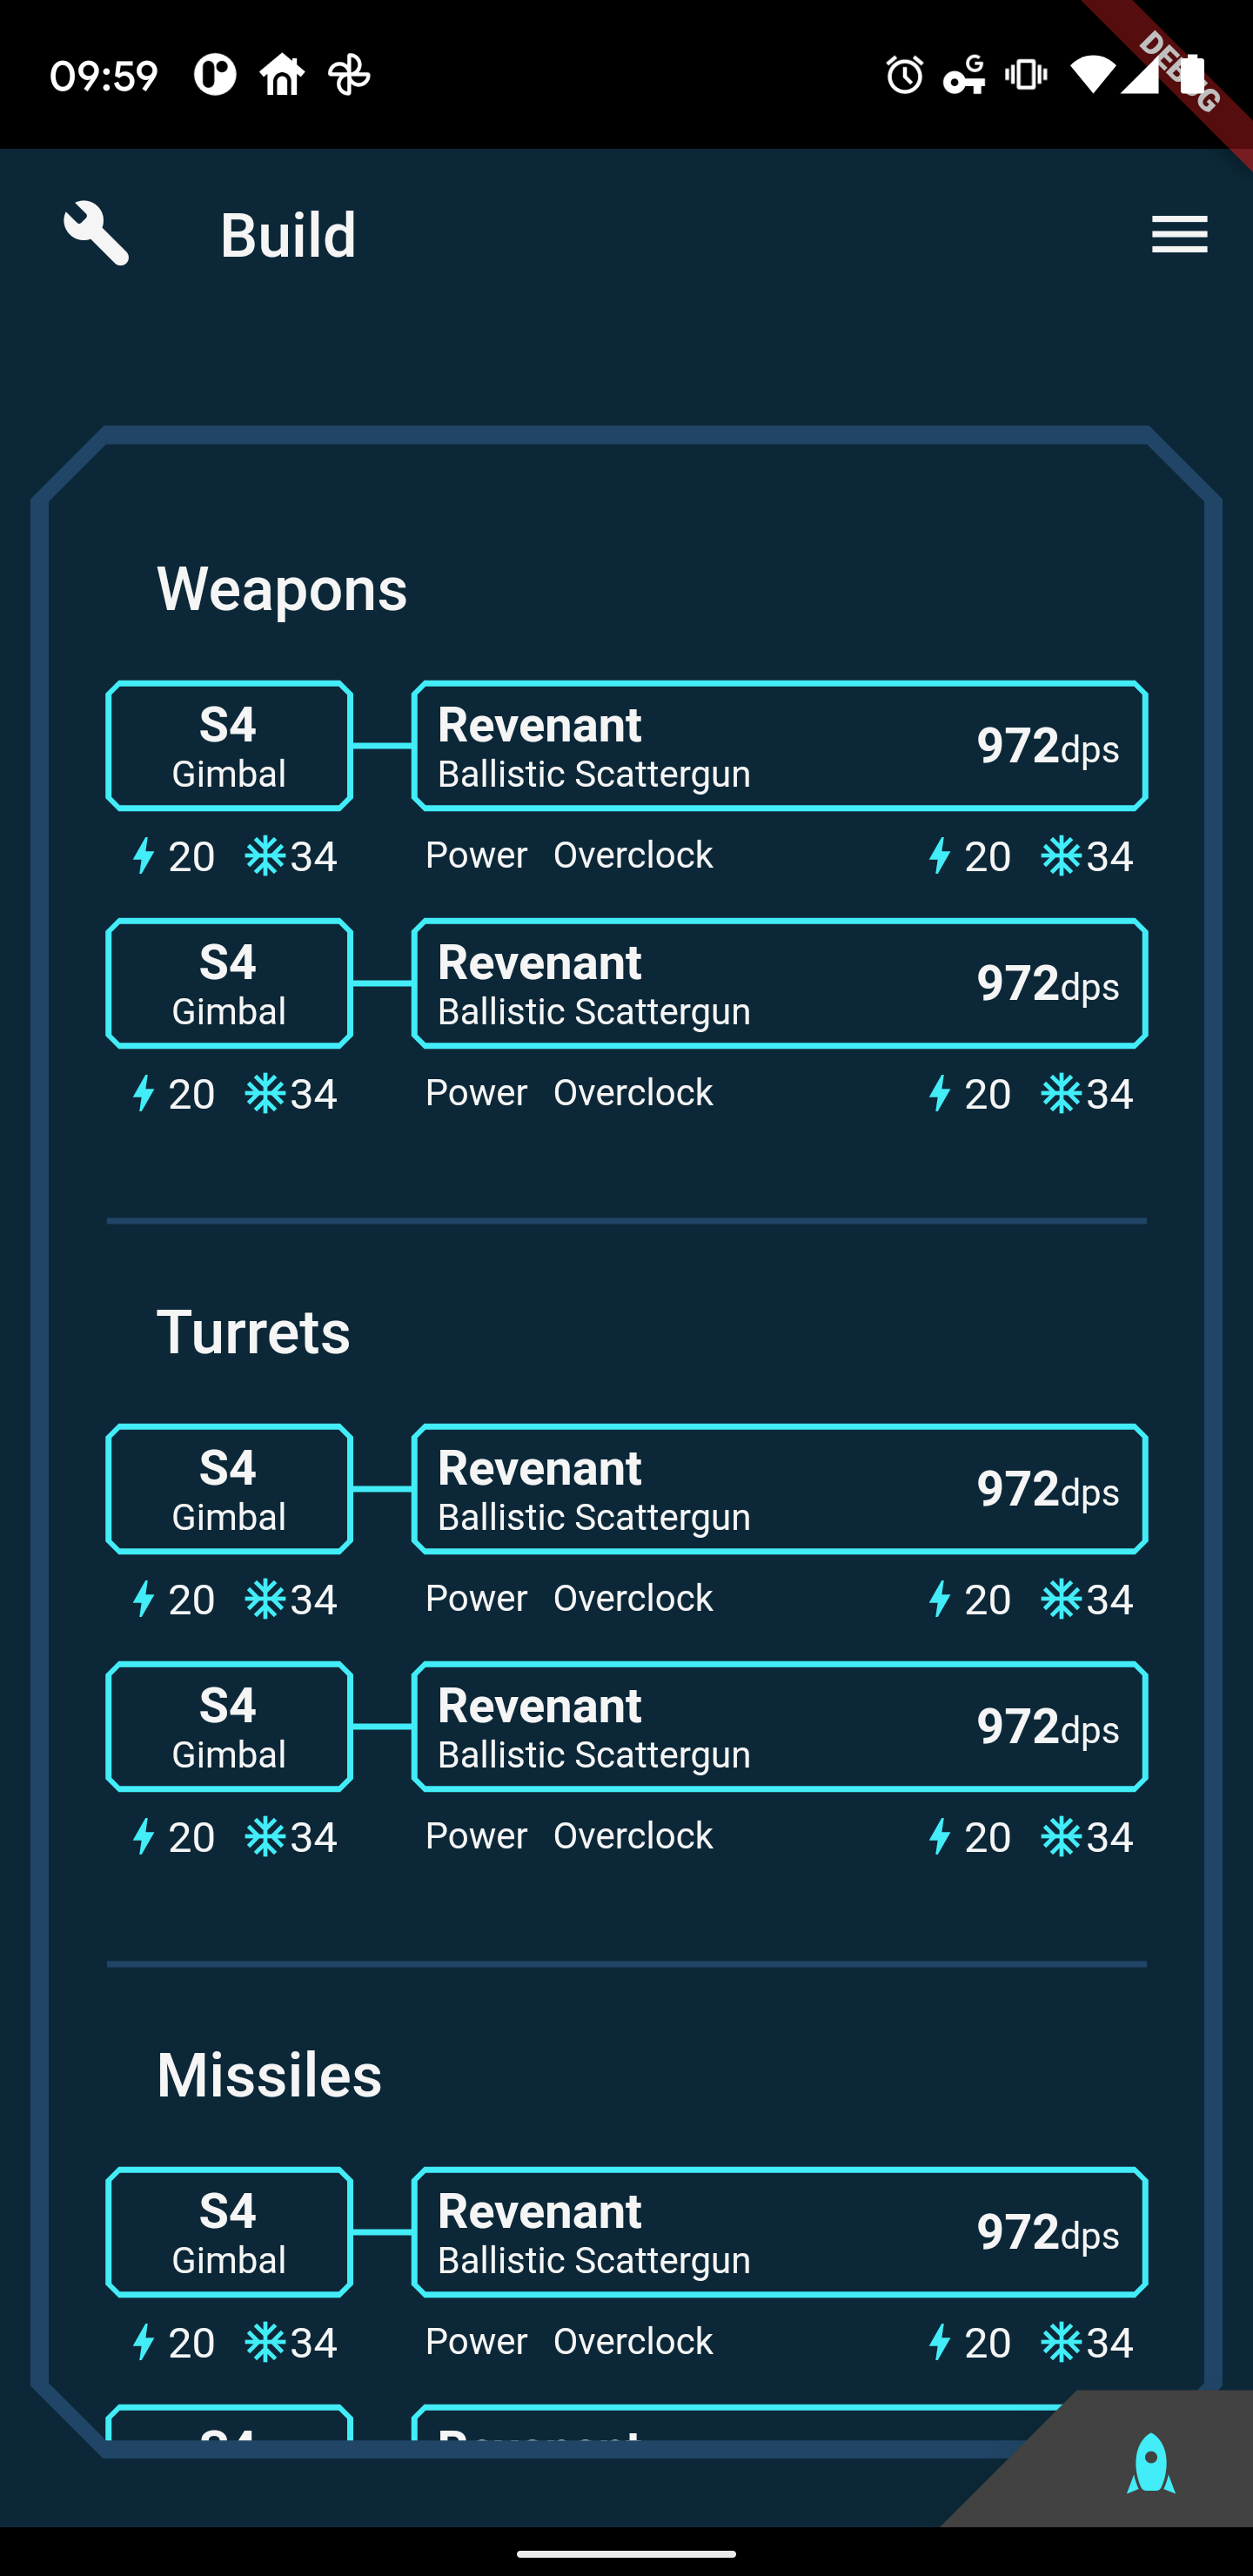 09:59
DEBUG
Build
Weapons
S4
Gimbal
Revenant
Ballistic Scattergun
972dps
20 34 Power Overclock 20 34
S4
Gimbal
Revenant
Ballistic Scattergun
972dps
20 34 Power Overclock 20 34
Turrets
S4
Gimbal
Revenant
Ballistic Scattergun
972dps
20 34 Power Overclock 20 34
S4
Gimbal
Revenant
Ballistic Scattergun
972dps
20 34 Power Overclock 20 34
Missiles
S4
Gimbal
Revenant
Ballistic Scattergun
972dps
20 34 Power Overclock 20 34